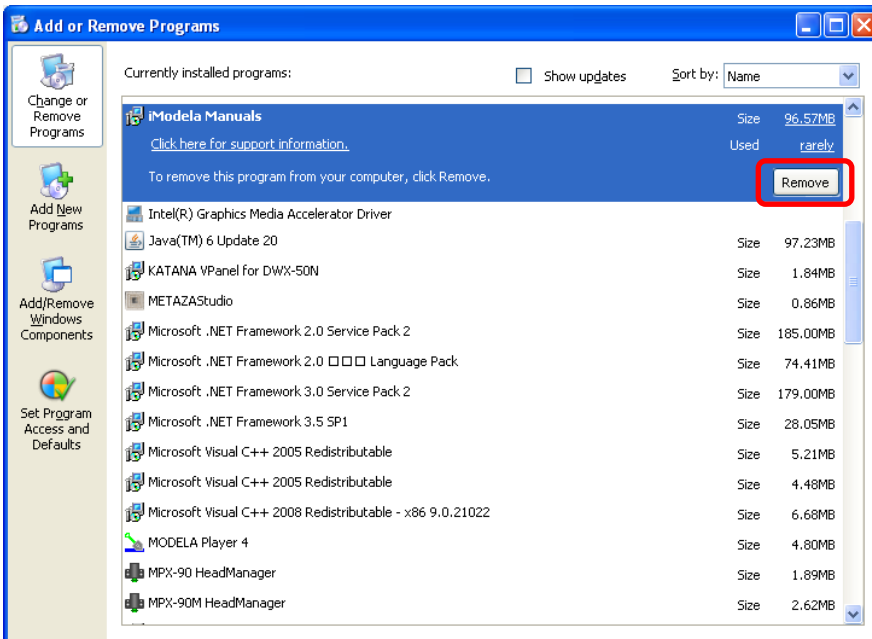 Add or Remove Programs
Change or
Remove
Programs
Add New
Programs
Add/Remove
Windows
Components
Set Program
Access and
Defaults
Currently installed programs:
Show updates
Sort by: Name
iModela Manuals Size 96.57MB
Click here for support information. Used rarely
To remove this program from your computer, click Remove. Remove
Intel(R) Graphics Media Accelerator Driver
Java(TM) 6 Update 20 Size 97.23MB
KATANA VPanel for DWX-50N Size 1.84MB
METAZAStudio Size 0.86MB
Microsoft .NET Framework 2.0 Service Pack 2 Size 185.00MB
Microsoft .NET Framework 2.0 □□□ Language Pack Size 74.41MB
Microsoft .NET Framework 3.0 Service Pack 2 Size 179.00MB
Microsoft .NET Framework 3.5 SP1 Size 28.05MB
Microsoft Visual C++ 2005 Redistributable Size 5.21MB
Microsoft Visual C++ 2005 Redistributable Size 4.48MB
Microsoft Visual C++ 2008 Redistributable - x86 9.0.21022 Size 6.68MB
MODELA Player 4 Size 4.80MB
MPX-90 HeadManager Size 1.89MB
MPX-90M HeadManager Size 2.62MB